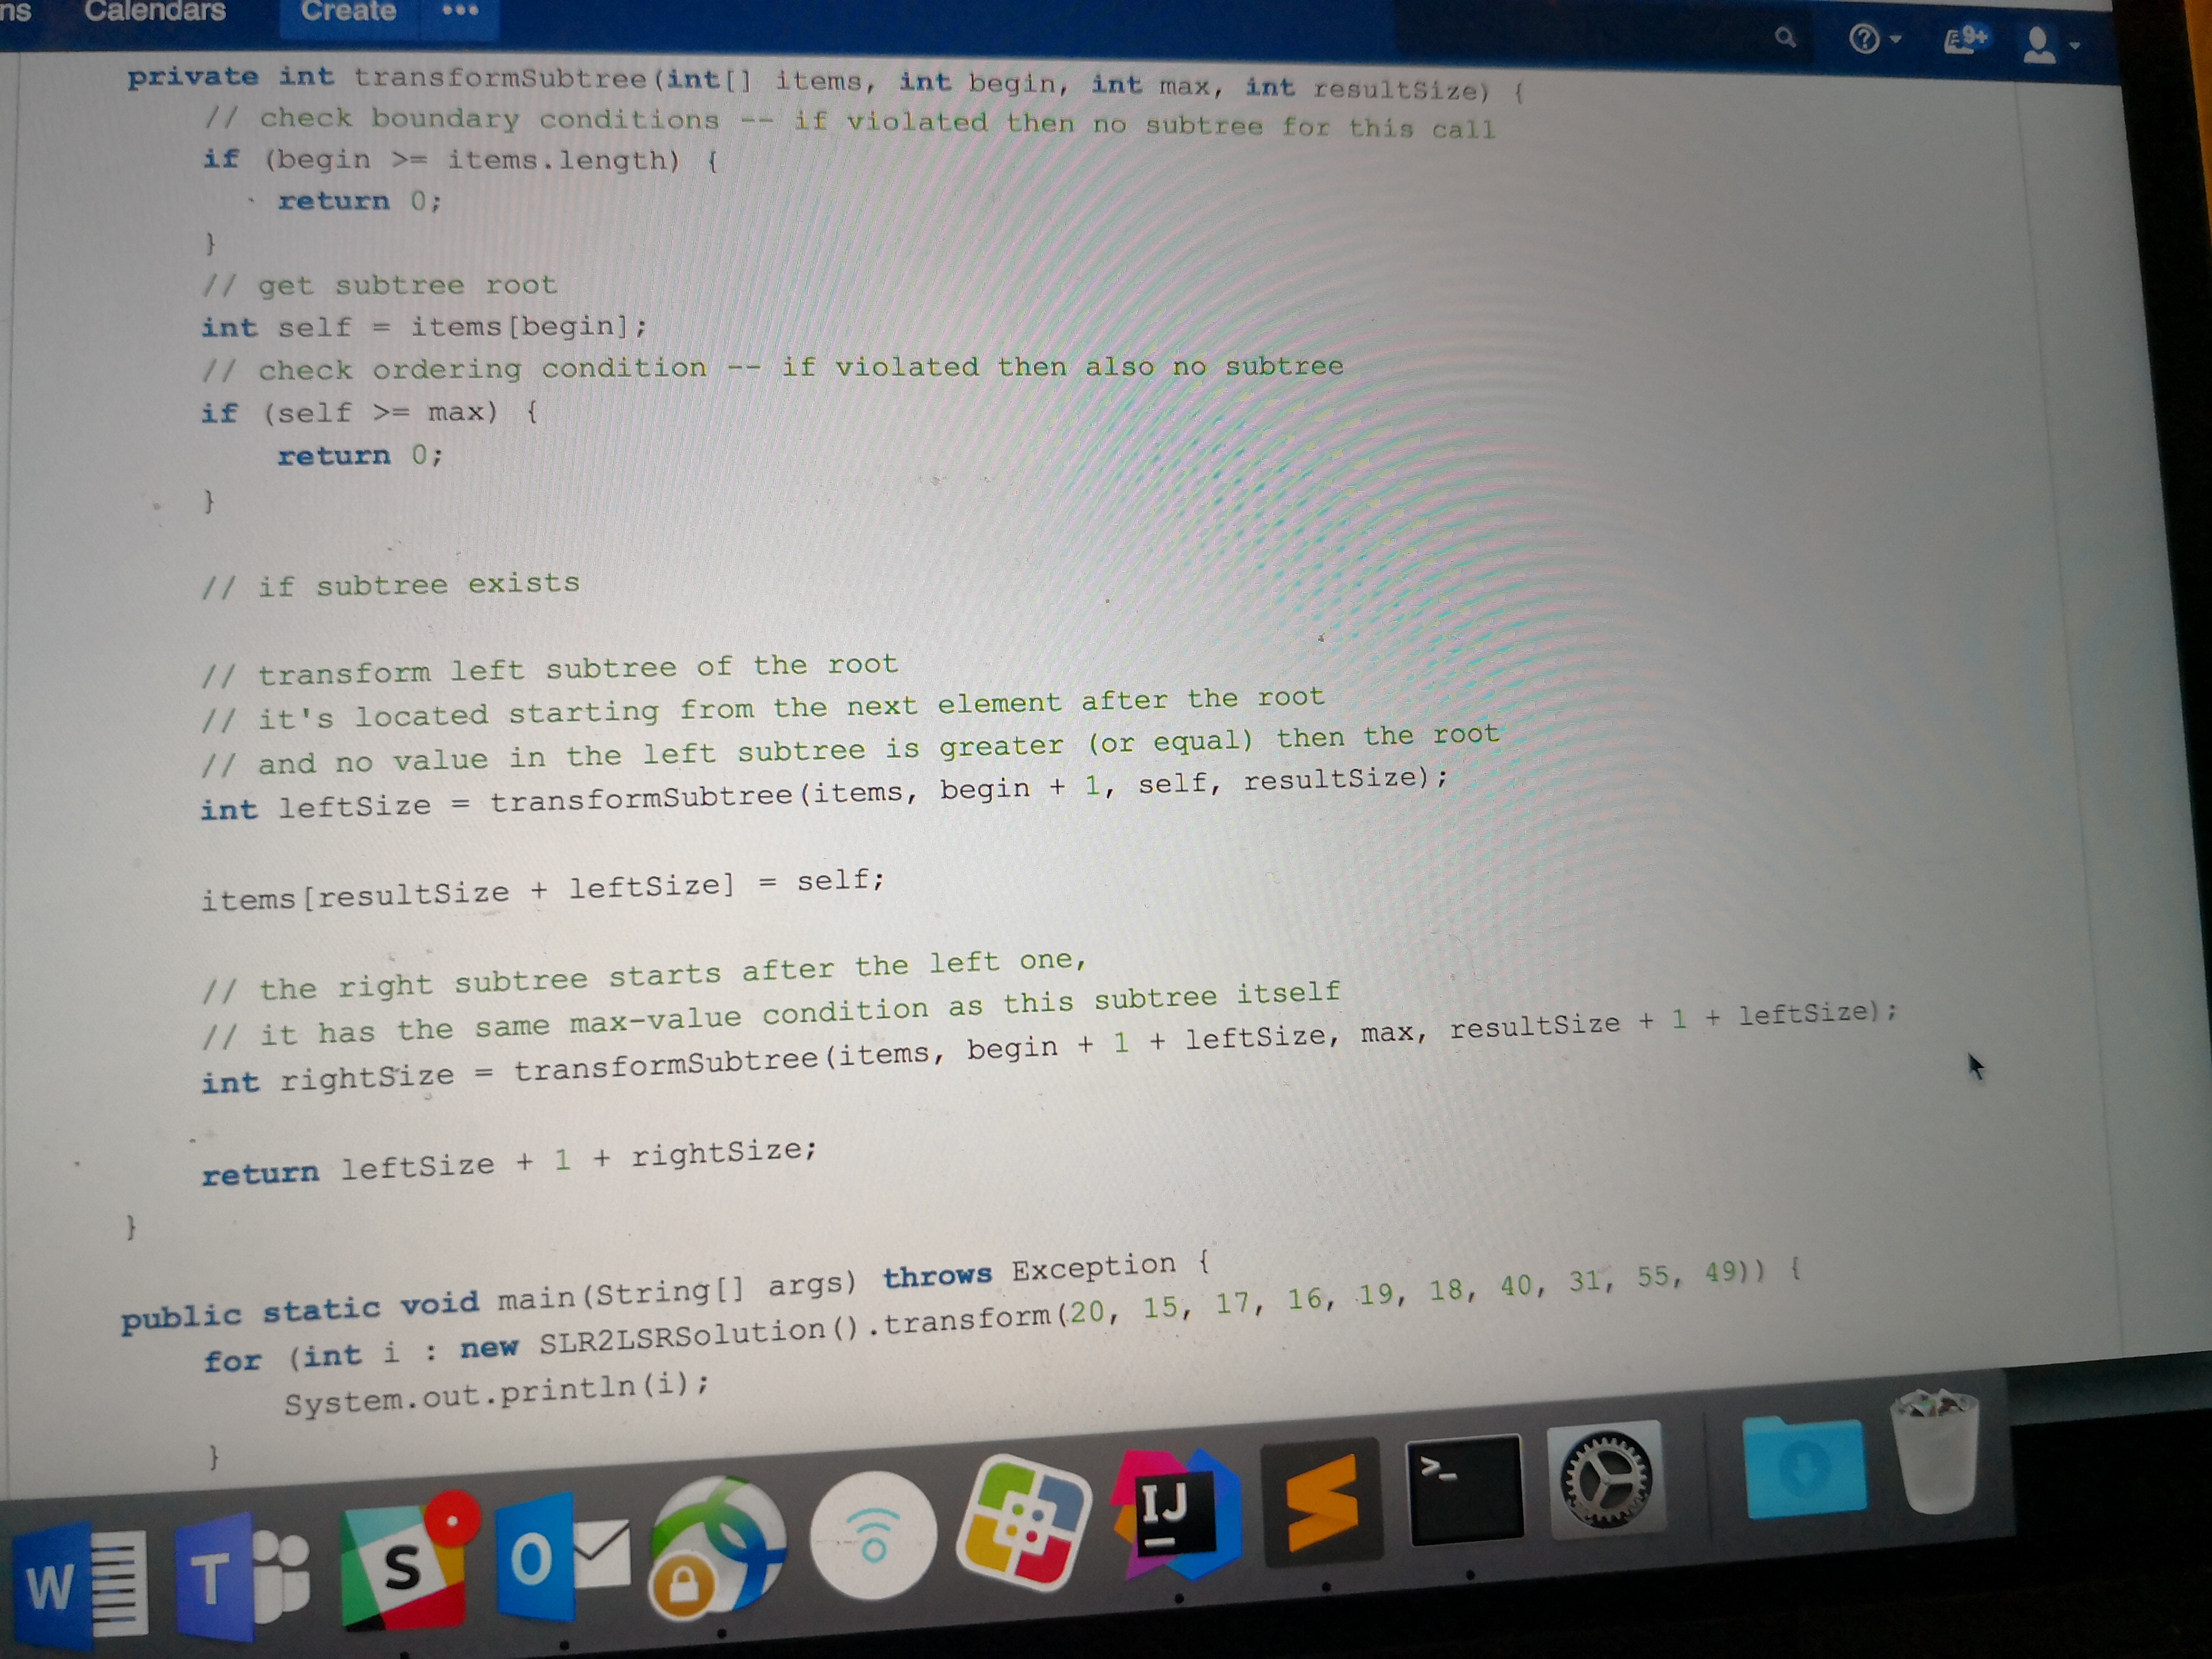 ns Calendars Create •••
9+
private int transformSubtree(int[] items, int begin, int max, int resultSize) {
// check boundary conditions -- if violated then no subtree for this call
if (begin >= items.length) {
return 0;
}
// get subtree root
int self = items[begin];
// check ordering condition -- if violated then also no subtree
if (self >= max) {
return 0;
}
// if subtree exists
// transform left subtree of the root
// it's located starting from the next element after the root
// and no value in the left subtree is greater (or equal) then the root
int leftSize = transformSubtree(items, begin + 1, self, resultSize);
items[resultSize + leftSize] = self;
// the right subtree starts after the left one,
// it has the same max-value condition as this subtree itself
int rightSize = transformSubtree(items, begin + 1 + leftSize, max, resultSize + 1 + leftSize);
return leftSize + 1 + rightSize;
}
public static void main(String[] args) throws Exception {
for (int i : new SLR2LSRSolution().transform(20, 15, 17, 16, 19, 18, 40, 31, 55, 49)) {
System.out.println(i);
}
W T S O IJ S >_